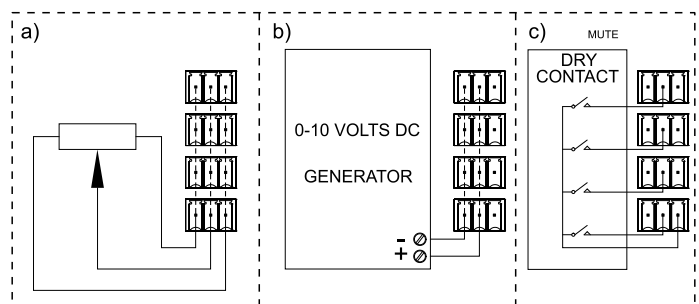 a)
b)
0-10 VOLTS DC
GENERATOR
-
+
c)
MUTE
DRY
CONTACT